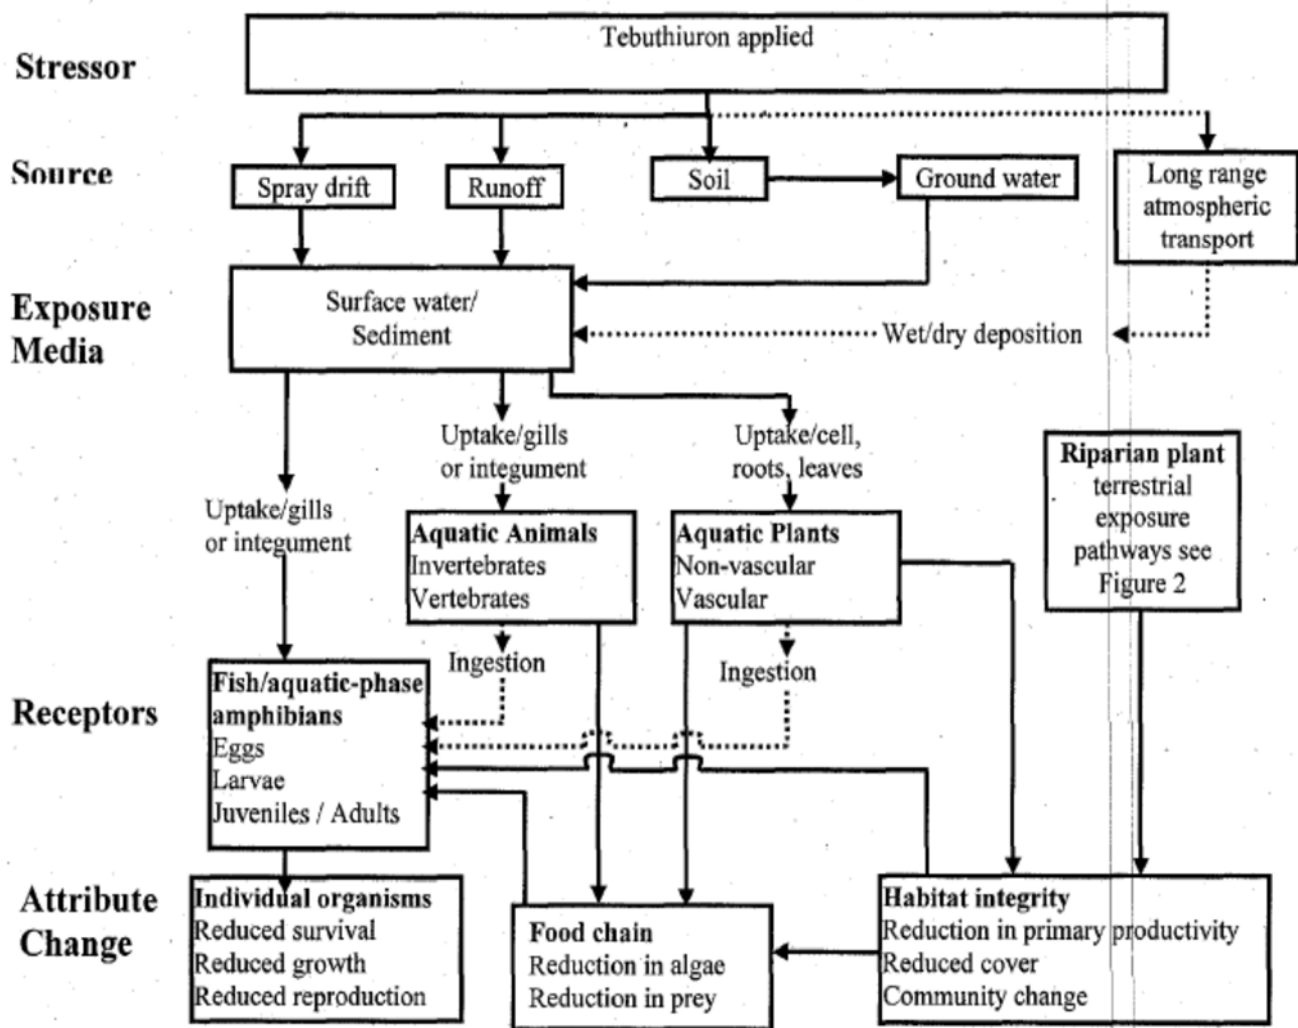 Stressor
Tebuthiuron applied
Source
Spray drift
Runoff
Soil
Ground water
Long range
atmospheric
transport
Exposure
Media
Surface water/
Sediment
Wet/dry deposition
Uptake/gills
or integument
Uptake/gills
or integument
Uptake/cell,
roots, leaves
Riparian plant
terrestrial
exposure
pathways see
Figure 2
Aquatic Animals
Invertebrates
Vertebrates
Aquatic Plants
Non-vascular
Vascular
Ingestion
Ingestion
Receptors
Fish/aquatic-phase
amphibians
Eggs
Larvae
Juveniles / Adults
Attribute
Change
Individual organisms
Reduced survival
Reduced growth
Reduced reproduction
Food chain
Reduction in algae
Reduction in prey
Habitat integrity
Reduction in primary productivity
Reduced cover
Community change